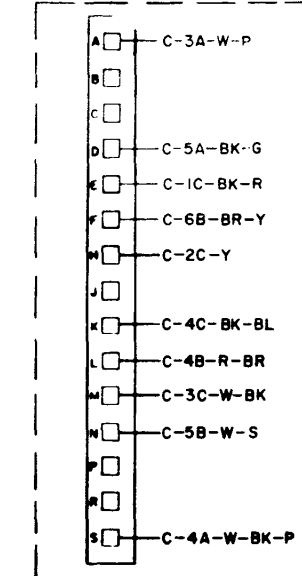 A C-3A-W-P
B
C
D C-5A-BK-G
E C-1C-BK-R
F C-6B-BR-Y
H C-2C-Y
J
K C-4C-BK-BL
L C-4B-R-BR
M C-3C-W-BK
N C-5B-W-S
P
R
S C-4A-W-BK-P